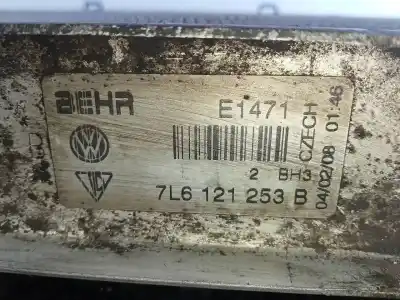 BEHR E1471
2 BH3
7L6 121 253 B
CZECH
04/02/08 01:46